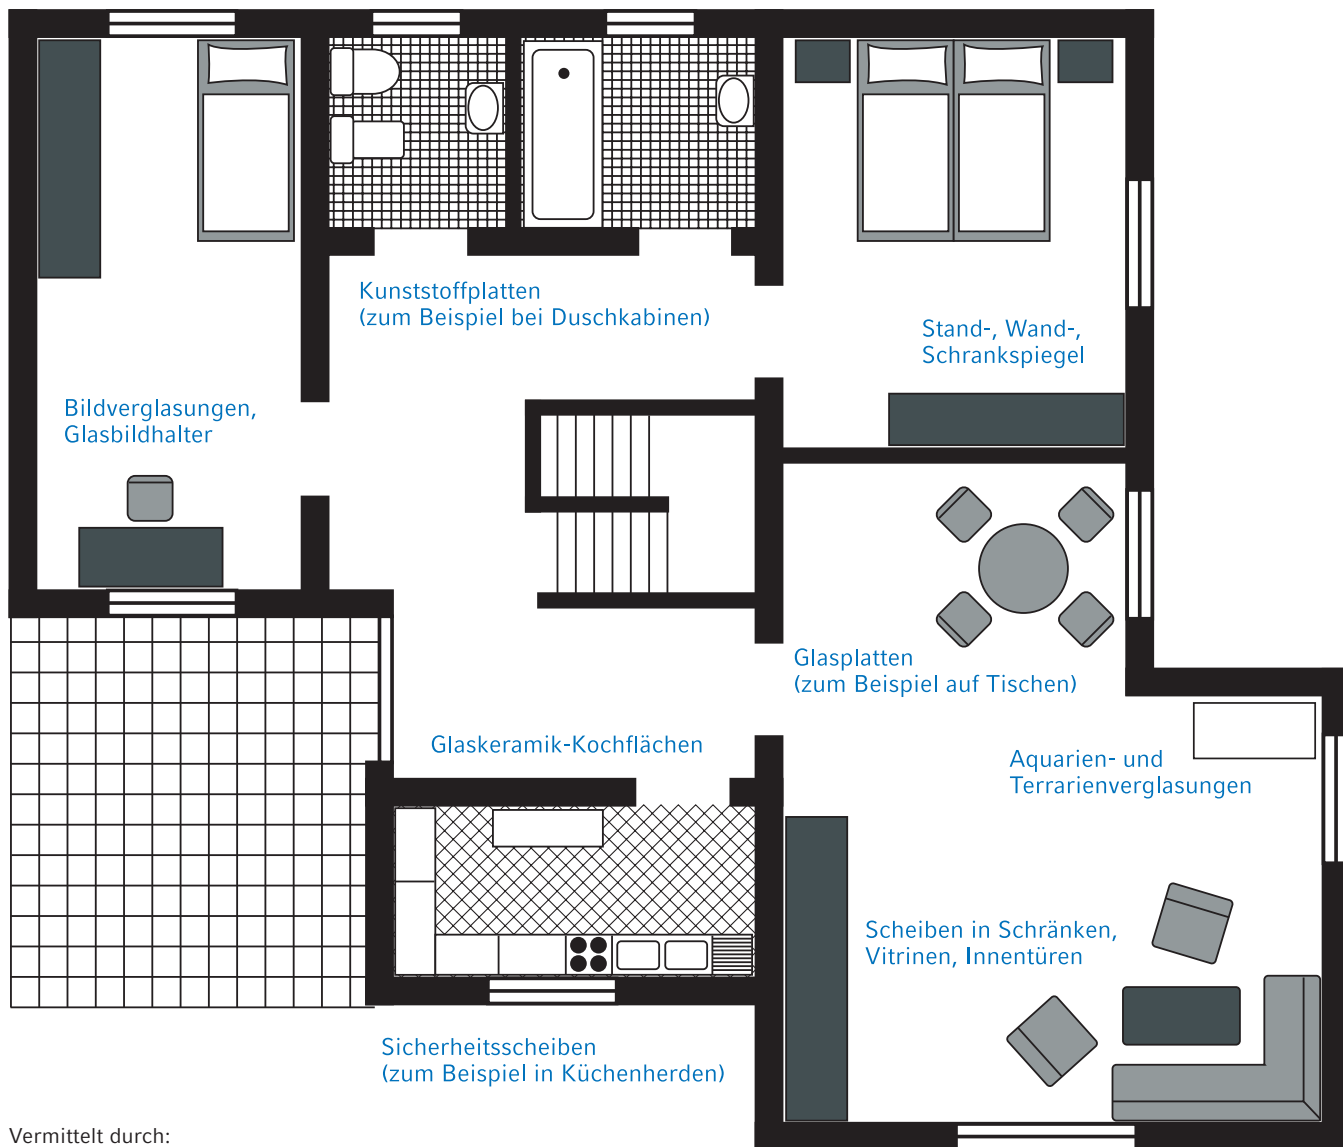 Kunststoffplatten
(zum Beispiel bei Duschkabinen)
Stand-, Wand-,
Schrankspiegel
Bildverglasungen,
Glasbildhalter
Glasplatten
(zum Beispiel auf Tischen)
Glaskeramik-Kochflächen
Aquarien- und
Terrarienverglasungen
Scheiben in Schränken,
Vitrinen, Innentüren
Sicherheitsscheiben
(zum Beispiel in Küchenherden)
Vermittelt durch: